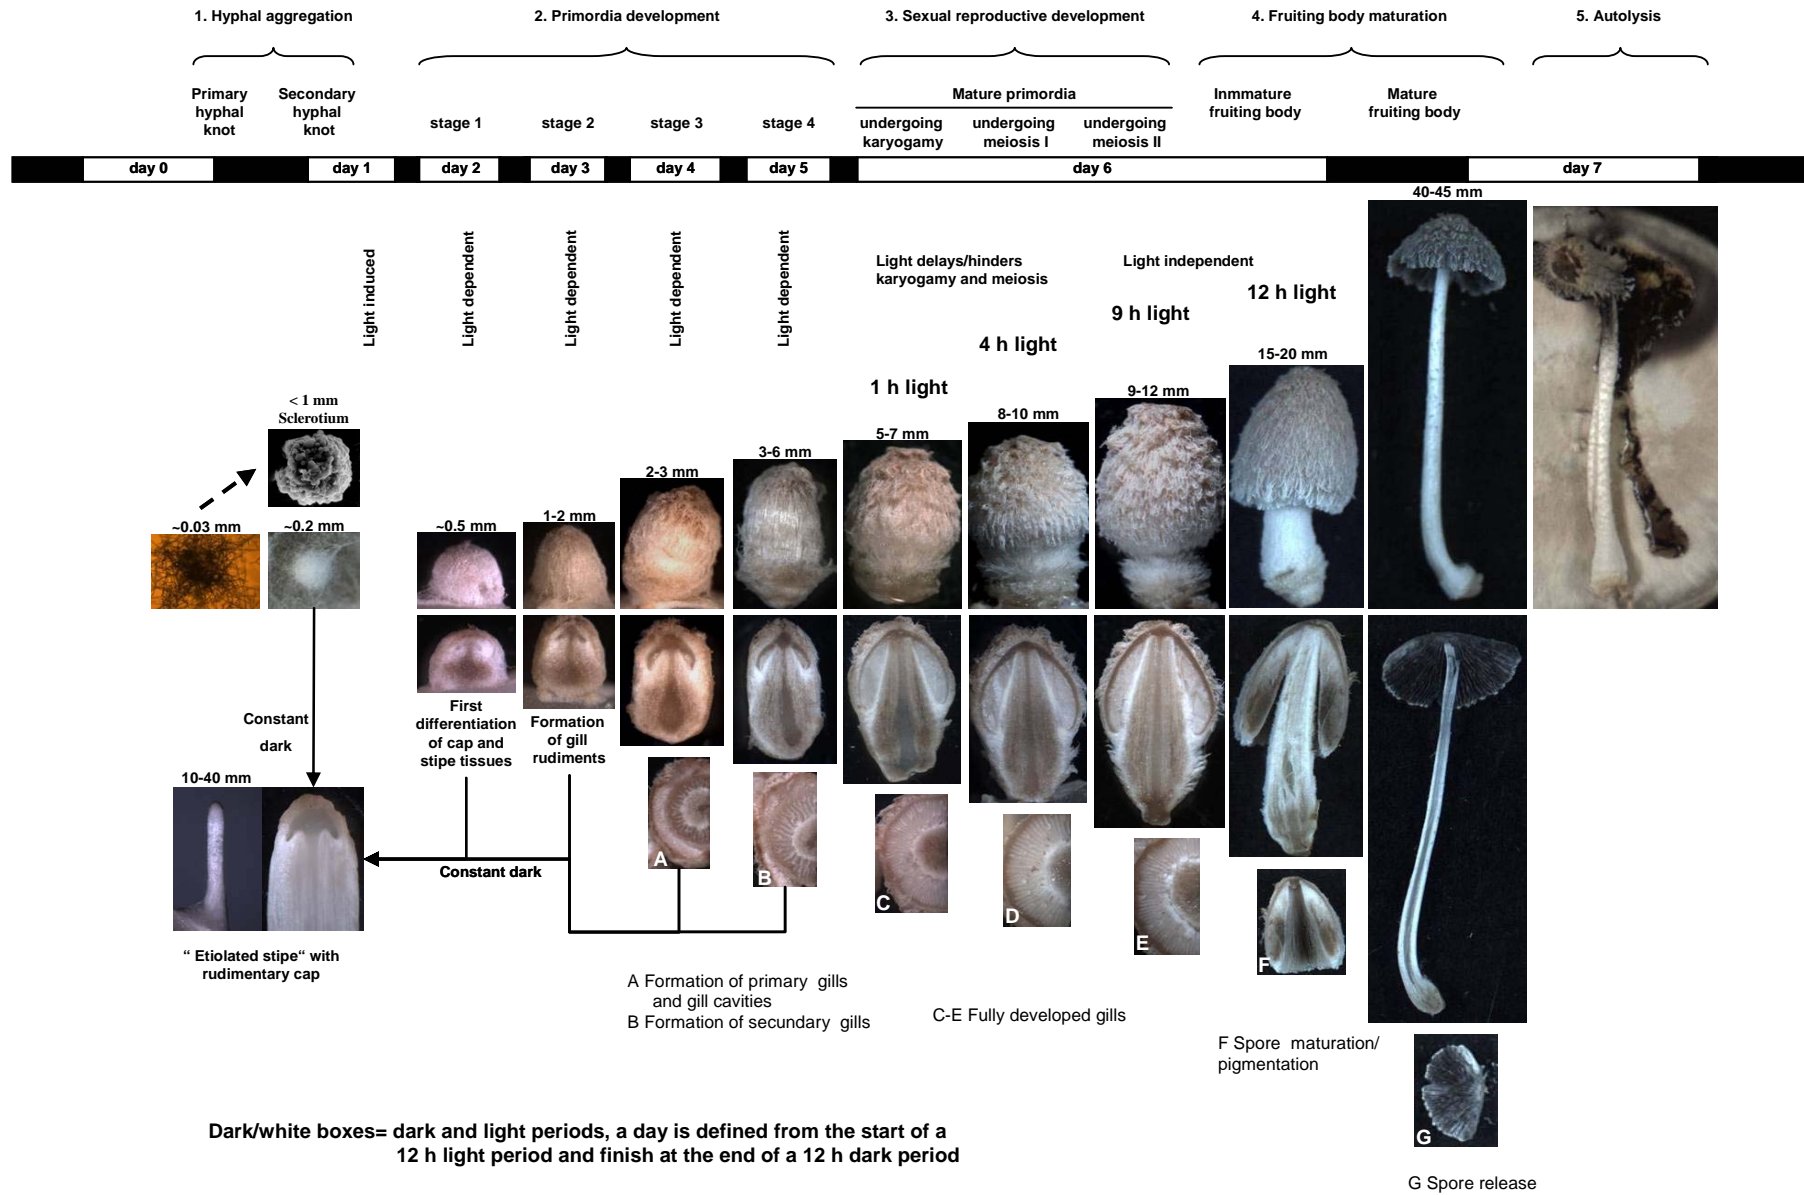 1. Hyphal aggregation
2. Primordia development
3. Sexual reproductive development
4. Fruiting body maturation
5. Autolysis
Primary
hyphal
knot
Secondary
hyphal
knot
stage 1
stage 2
stage 3
stage 4
Mature primordia
undergoing
karyogamy
undergoing
meiosis I
undergoing
meiosis II
Inmmature
fruiting body
Mature
fruiting body
day 0
day 1
day 2
day 3
day 4
day 5
day 6
day 7
Light induced
Light dependent
Light dependent
Light dependent
Light dependent
Light delays/hinders
karyogamy and meiosis
Light independent
1 h light
4 h light
9 h light
12 h light
< 1 mm
Sclerotium
~0.03 mm
~0.2 mm
~0.5 mm
1-2 mm
2-3 mm
3-6 mm
5-7 mm
8-10 mm
9-12 mm
15-20 mm
40-45 mm
Constant
dark
10-40 mm
“ Etiolated stipe“ with
rudimentary cap
First
differentiation
of cap and
stipe tissues
Formation
of gill
rudiments
Constant dark
A
B
C
D
E
F
G
A Formation of primary gills
and gill cavities
B Formation of secundary gills
C-E Fully developed gills
F Spore maturation/
pigmentation
G Spore release
Dark/white boxes= dark and light periods, a day is defined from the start of a
12 h light period and finish at the end of a 12 h dark period